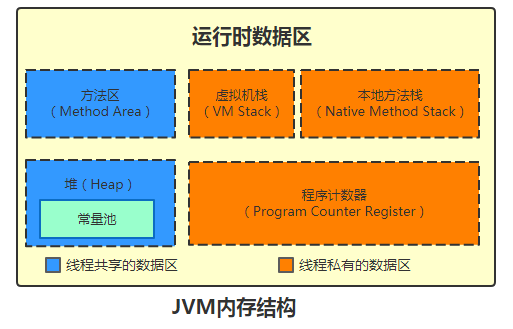 运行时数据区
方法区
（Method Area）
虚拟机栈
（VM Stack）
本地方法栈
（Native Method Stack）
堆（Heap）
常量池
程序计数器
（Program Counter Register）
线程共享的数据区
线程私有的数据区
JVM内存结构